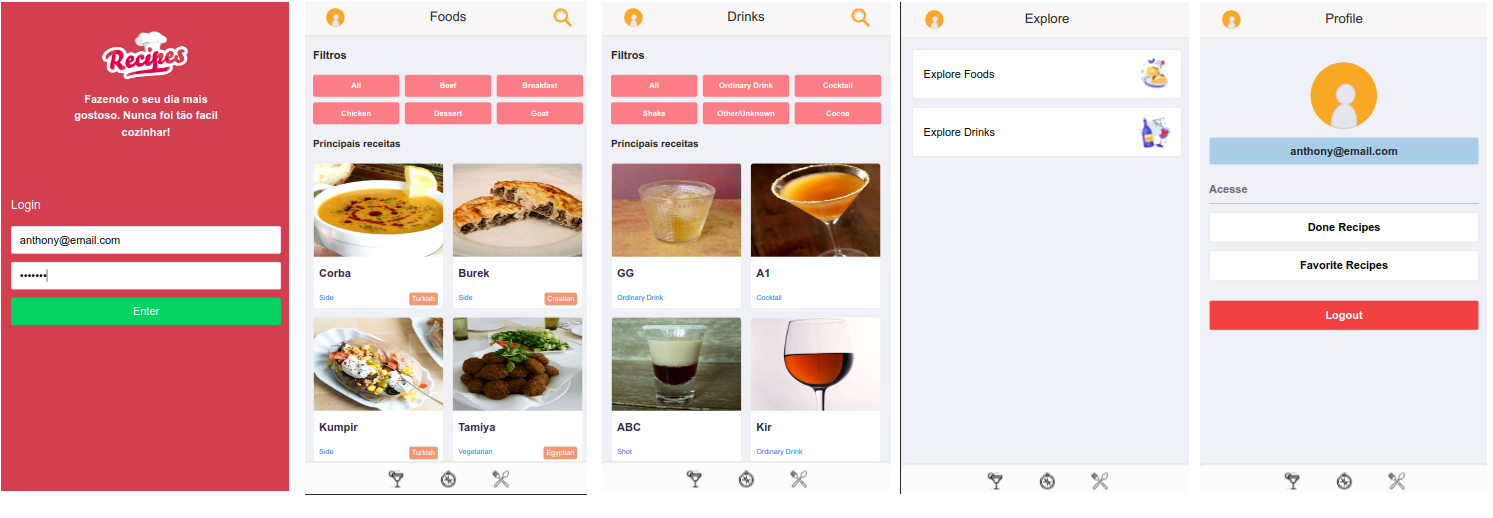 Recipes
Fazendo o seu dia mais
gostoso. Nunca foi tão facil
cozinhar!
Login
anthony@email.com
•••••••
Enter
Foods
Filtros
All
Beef
Breakfast
Chicken
Dessert
Goat
Principais receitas
Corba
Side
Turkish
Burek
Side
Croatian
Kumpir
Side
Turkish
Tamiya
Vegetarian
Egyptian
Drinks
Filtros
All
Ordinary Drink
Cocktail
Shake
Other/Unknown
Cocoa
Principais receitas
GG
Ordinary Drink
A1
Cocktail
ABC
Shot
Kir
Ordinary Drink
Explore
Explore Foods
Explore Drinks
Profile
anthony@email.com
Acesse
Done Recipes
Favorite Recipes
Logout